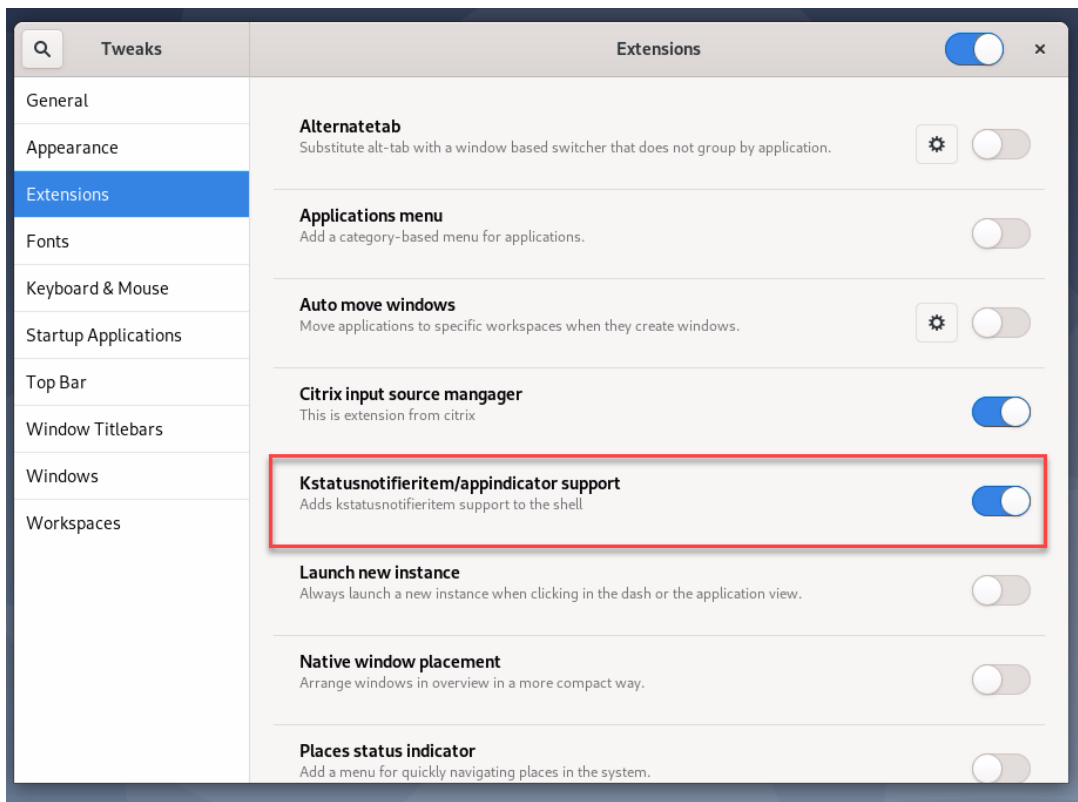 Tweaks
Extensions
General
Appearance
Extensions
Fonts
Keyboard & Mouse
Startup Applications
Top Bar
Window Titlebars
Windows
Workspaces
Alternatetab
Substitute alt-tab with a window based switcher that does not group by application.
Applications menu
Add a category-based menu for applications.
Auto move windows
Move applications to specific workspaces when they create windows.
Citrix input source mangager
This is extension from citrix
Kstatusnotifieritem/appindicator support
Adds kstatusnotifieritem support to the shell
Launch new instance
Always launch a new instance when clicking in the dash or the application view.
Native window placement
Arrange windows in overview in a more compact way.
Places status indicator
Add a menu for quickly navigating places in the system.